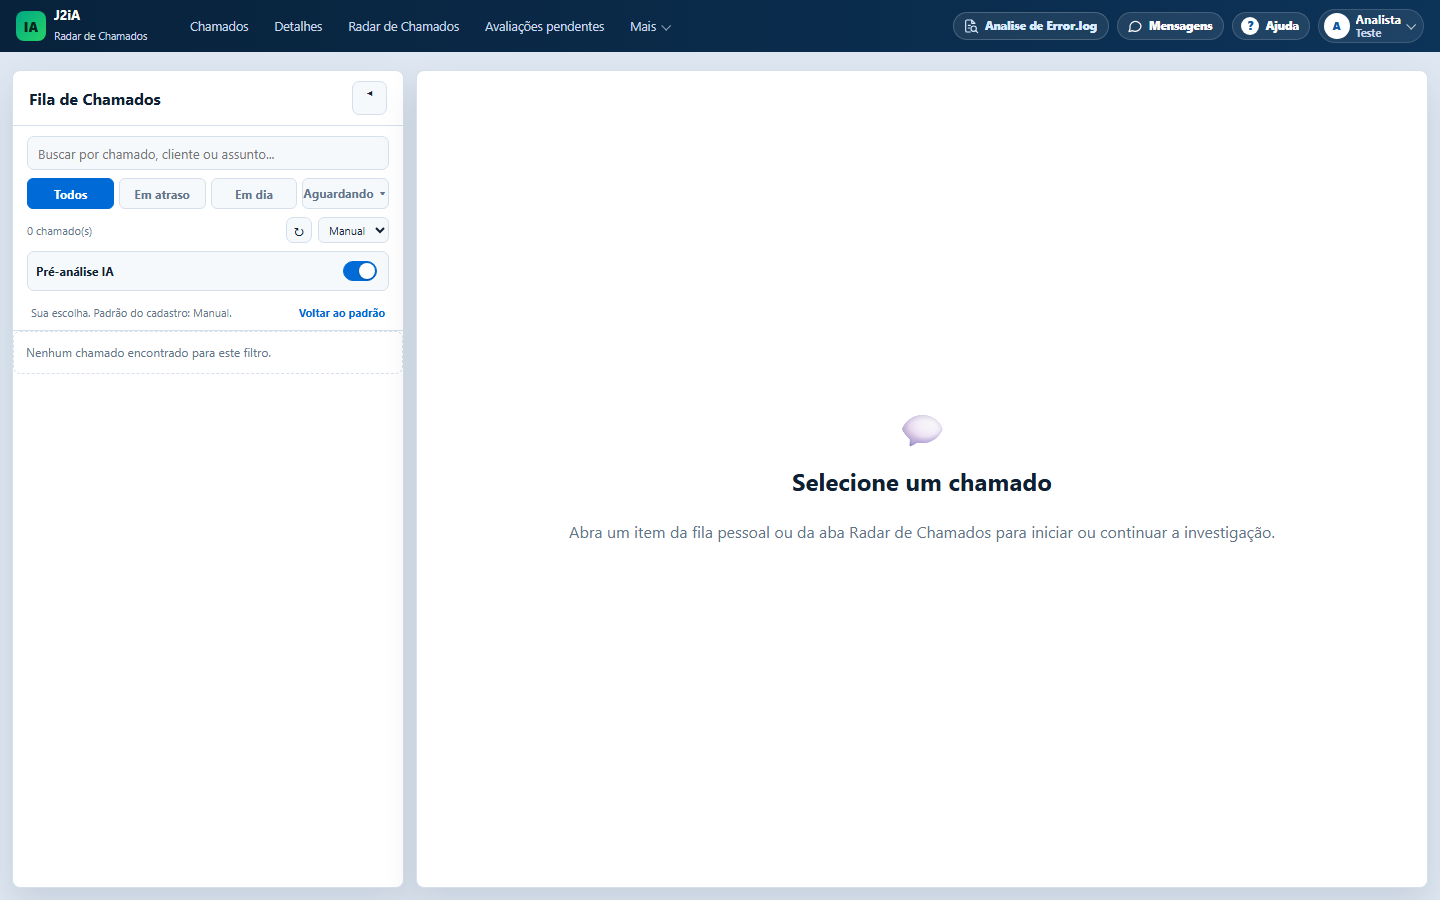 IA
J2iA
Radar de Chamados
Chamados
Detalhes
Radar de Chamados
Avaliações pendentes
Mais
Analise de Error.log
Mensagens
? Ajuda
A
Analista
Teste
Fila de Chamados
Buscar por chamado, cliente ou assunto...
Todos
Em atraso
Em dia
Aguardando
0 chamado(s)
Manual
Pré-análise IA
Sua escolha. Padrão do cadastro: Manual.
Voltar ao padrão
Nenhum chamado encontrado para este filtro.
Selecione um chamado
Abra um item da fila pessoal ou da aba Radar de Chamados para iniciar ou continuar a investigação.